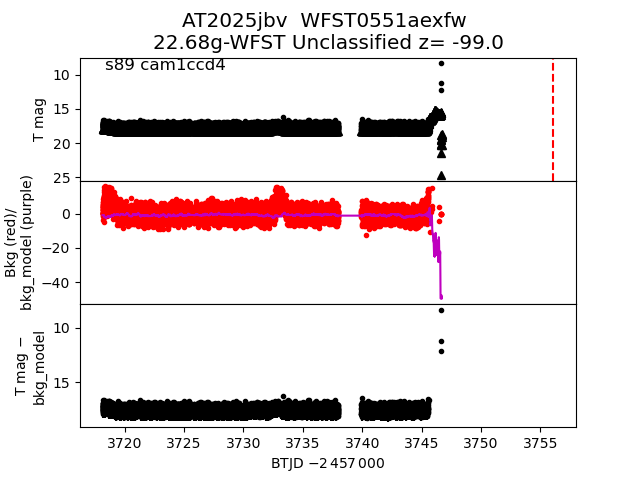 AT2025jbv  WFST0551aexfw
22.68g-WFST Unclassified z= -99.0
s89 cam1ccd4
T mag
10
15
20
25
Bkg (red)/
bkg_model (purple)
0
−20
−40
T mag −
bkg_model
10
15
3720 3725 3730 3735 3740 3745 3750 3755
BTJD −2 457 000